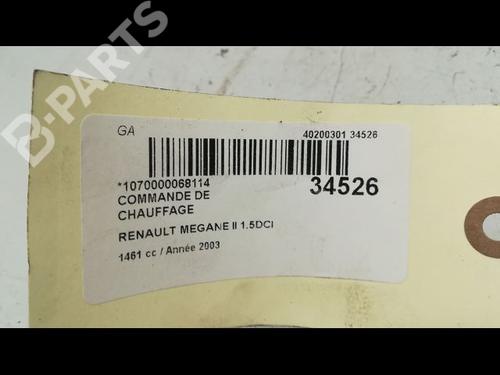 GA
40200301 34526
*1070000068114
34526
COMMANDE DE
CHAUFFAGE
RENAULT MEGANE II 1.5DCI
1461 cc / Année 2003
B-PARTS